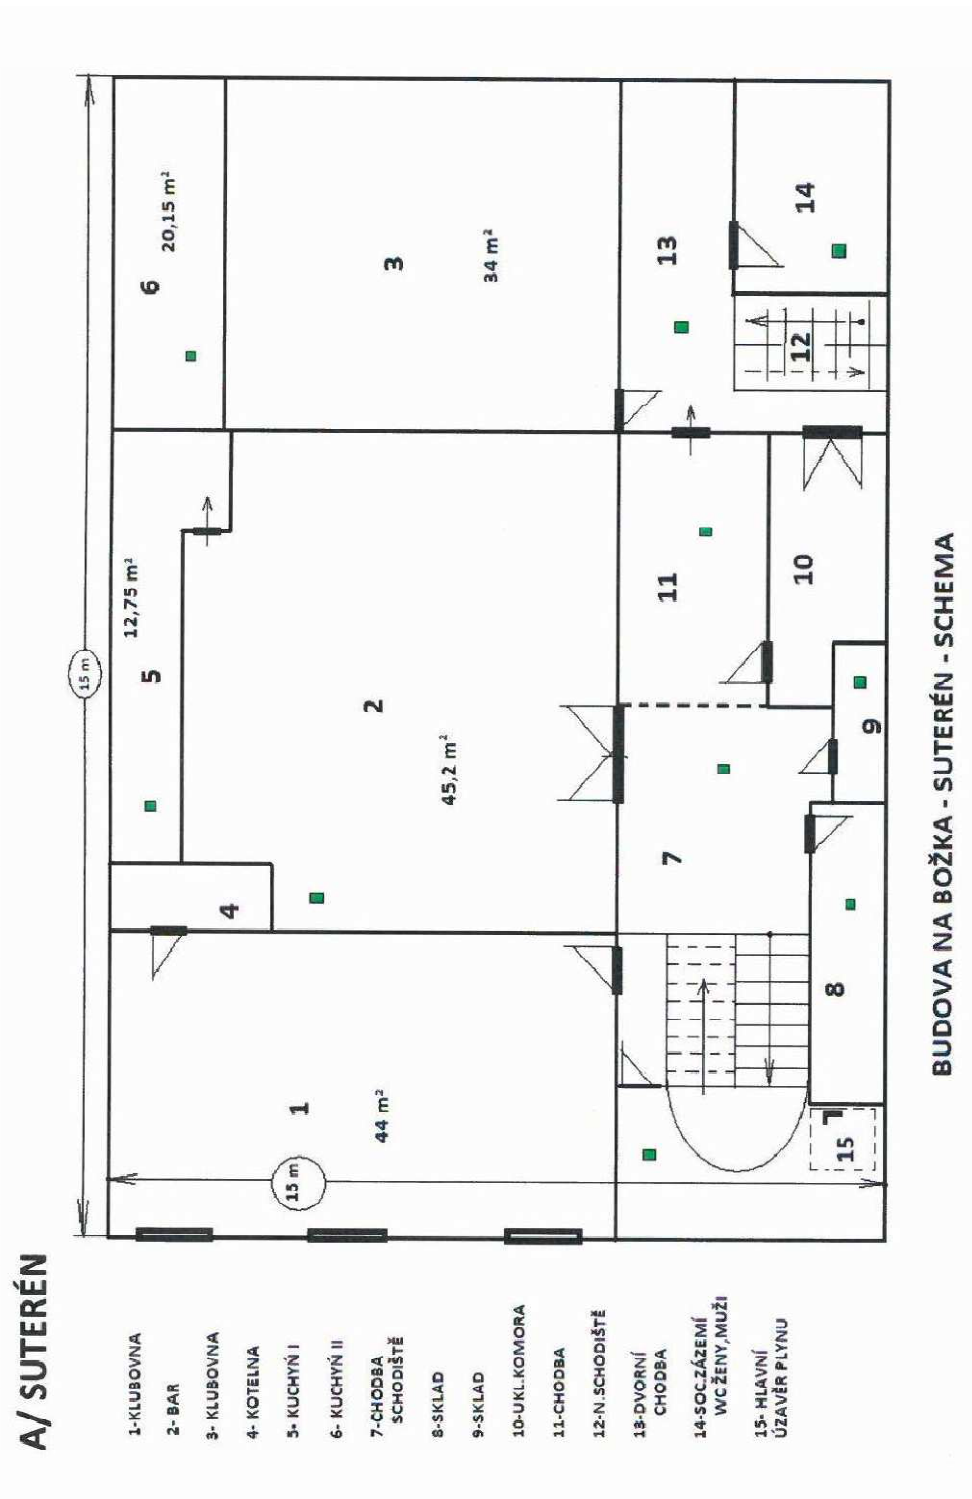 A/ SUTERÉN
1-KLUBOVNA
2- BAR
3- KLUBOVNA
4- KOTELNA
5- KUCHYŇ I
6- KUCHYŇ II
7-CHODBA
SCHODIŠTĚ
8-SKLAD
9-SKLAD
10-UKL.KOMORA
11-CHODBA
12-N.SCHODIŠTĚ
13-DVORNÍ
CHODBA
14-SOC.ZÁZEMÍ
WC ŽENY,MUŽI
15- HLAVNÍ
ÚZAVĚR PLYNU
15 m
15 m
1
44 m²
4
5
12,75 m²
2
45,2 m²
6
20,15 m²
3
34 m²
7
8
15
9
10
11
13
12
14
BUDOVA NA BOŽKA - SUTERÉN - SCHEMA